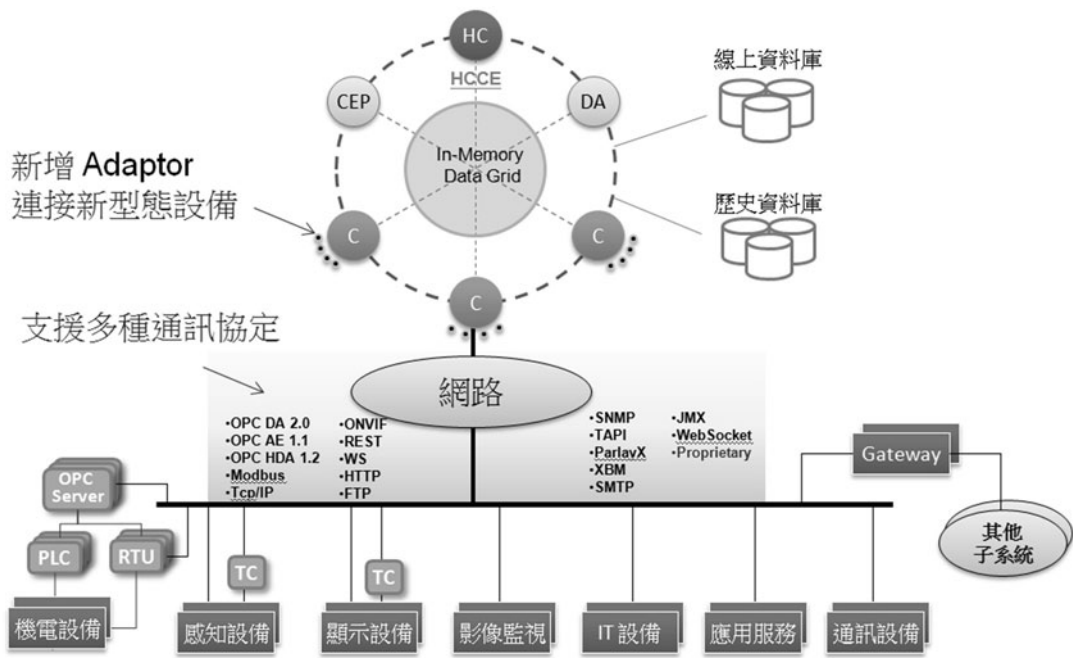 HC
HCCE
CEP
DA
In-Memory
Data Grid
線上資料庫
歷史資料庫
新增 Adaptor
連接新型態設備
C
C
C
支援多種通訊協定
網路
•OPC DA 2.0
•OPC AE 1.1
•OPC HDA 1.2
•Modbus
•Tcp/IP
•ONVIF
•REST
•WS
•HTTP
•FTP
•SNMP
•TAPI
•ParlayX
•XBM
•SMTP
•JMX
•WebSocket
•Proprietary
Gateway
其他
子系統
OPC
Server
PLC
RTU
TC
TC
機電設備
感知設備
顯示設備
影像監視
IT 設備
應用服務
通訊設備